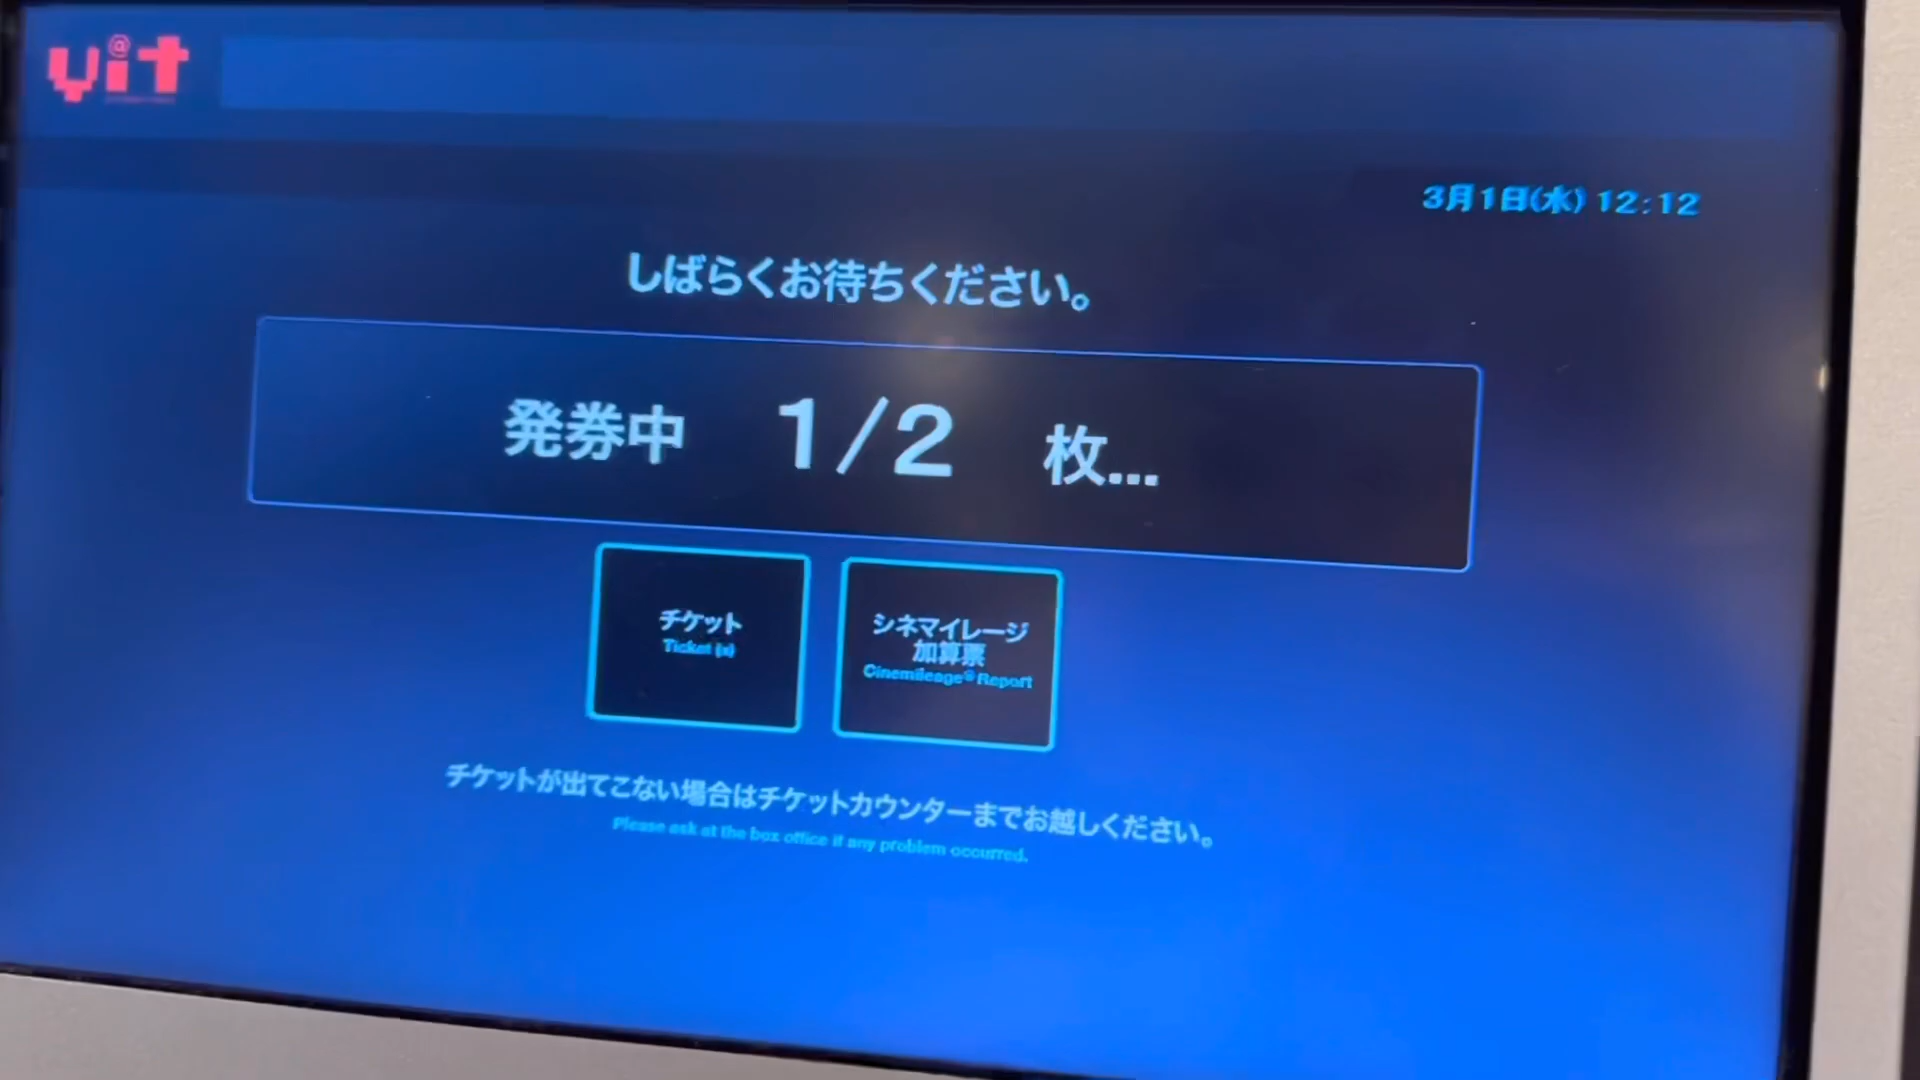 vit
@
3月1日(水) 12:12
しばらくお待ちください。
発券中 1/2 枚...
チケット
Ticket (s)
シネマイレージ
加算票
Cinemileage® Report
チケットが出てこない場合はチケットカウンターまでお越しください。
Please ask at the box office if any problem occurred.